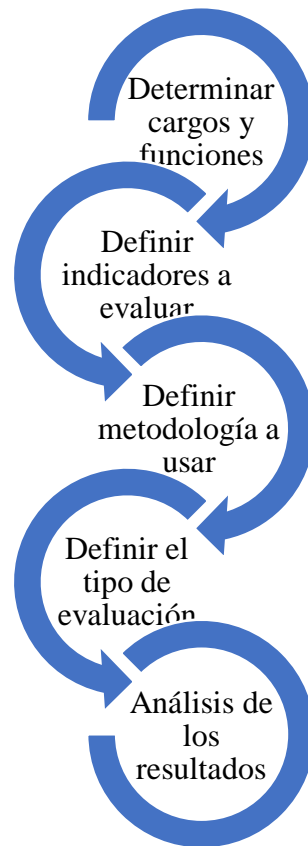 Determinar
cargos y
funciones
Definir
indicadores a
evaluar
Definir
metodología a
usar
Definir el
tipo de
evaluación
Análisis de
los
resultados